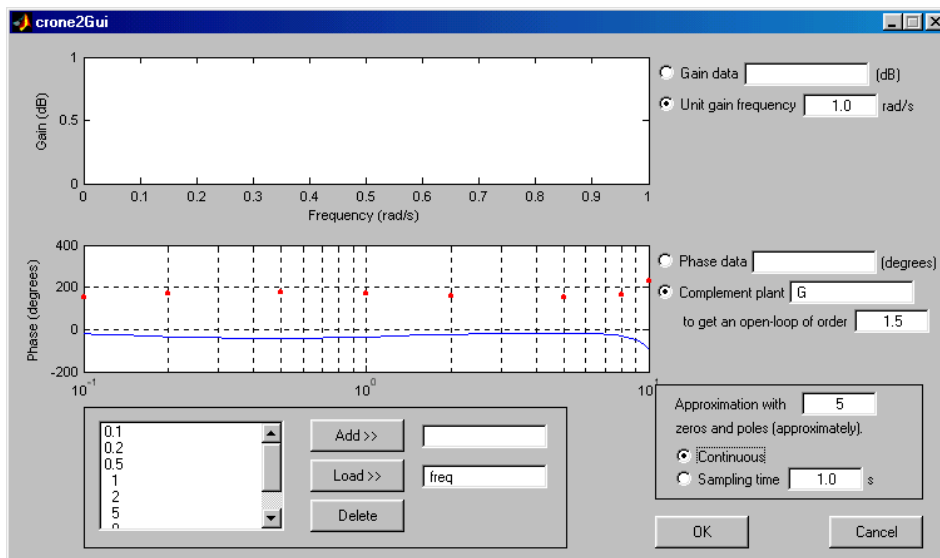 crone2Gui
1
0.5
0
Gain (dB)
0 0.1 0.2 0.3 0.4 0.5 0.6 0.7 0.8 0.9 1
Frequency (rad/s)
Gain data (dB)
Unit gain frequency 1.0 rad/s
400
200
0
-200
Phase (degrees)
10-1 100 101
Phase data (degrees)
Complement plant G
to get an open-loop of order 1.5
0.1
0.2
0.5
1
2
5
Add >>
Load >> freq
Delete
Approximation with 5
zeros and poles (approximately).
Continuous
Sampling time 1.0 s
OK Cancel